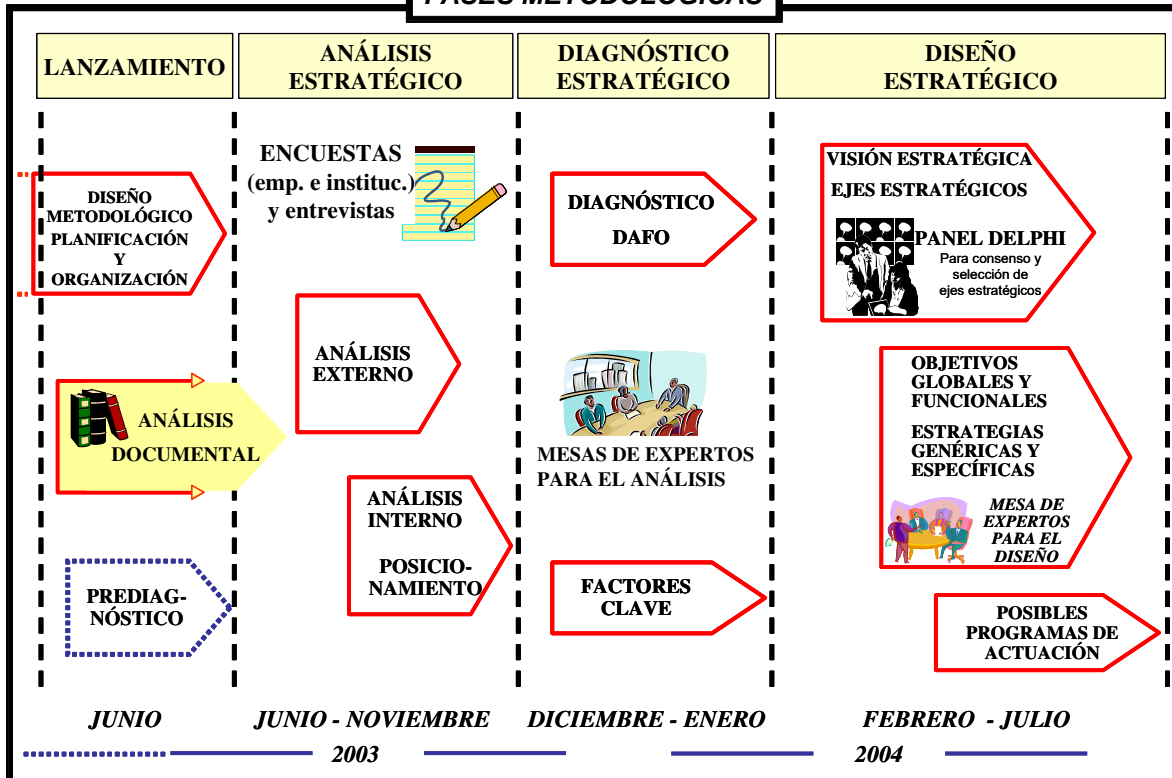 FASES METODOLÓGICAS
LANZAMIENTO
ANÁLISIS
ESTRATÉGICO
DIAGNÓSTICO
ESTRATÉGICO
DISEÑO
ESTRATÉGICO
DISEÑO
METODOLÓGICO
PLANIFICACIÓN
Y
ORGANIZACIÓN
ANÁLISIS
DOCUMENTAL
PREDIAG-
NÓSTICO
ENCUESTAS
(emp. e instituc.)
y entrevistas
ANÁLISIS
EXTERNO
ANÁLISIS
INTERNO
POSICIO-
NAMIENTO
DIAGNÓSTICO
DAFO
MESAS DE EXPERTOS
PARA EL ANÁLISIS
FACTORES
CLAVE
VISIÓN ESTRATÉGICA
EJES ESTRATÉGICOS
PANEL DELPHI
Para consenso y
selección de
ejes estratégicos
OBJETIVOS
GLOBALES Y
FUNCIONALES
ESTRATEGIAS
GENÉRICAS Y
ESPECÍFICAS
MESA DE
EXPERTOS
PARA EL
DISEÑO
POSIBLES
PROGRAMAS DE
ACTUACIÓN
JUNIO
JUNIO - NOVIEMBRE
DICIEMBRE - ENERO
FEBRERO - JULIO
2003
2004